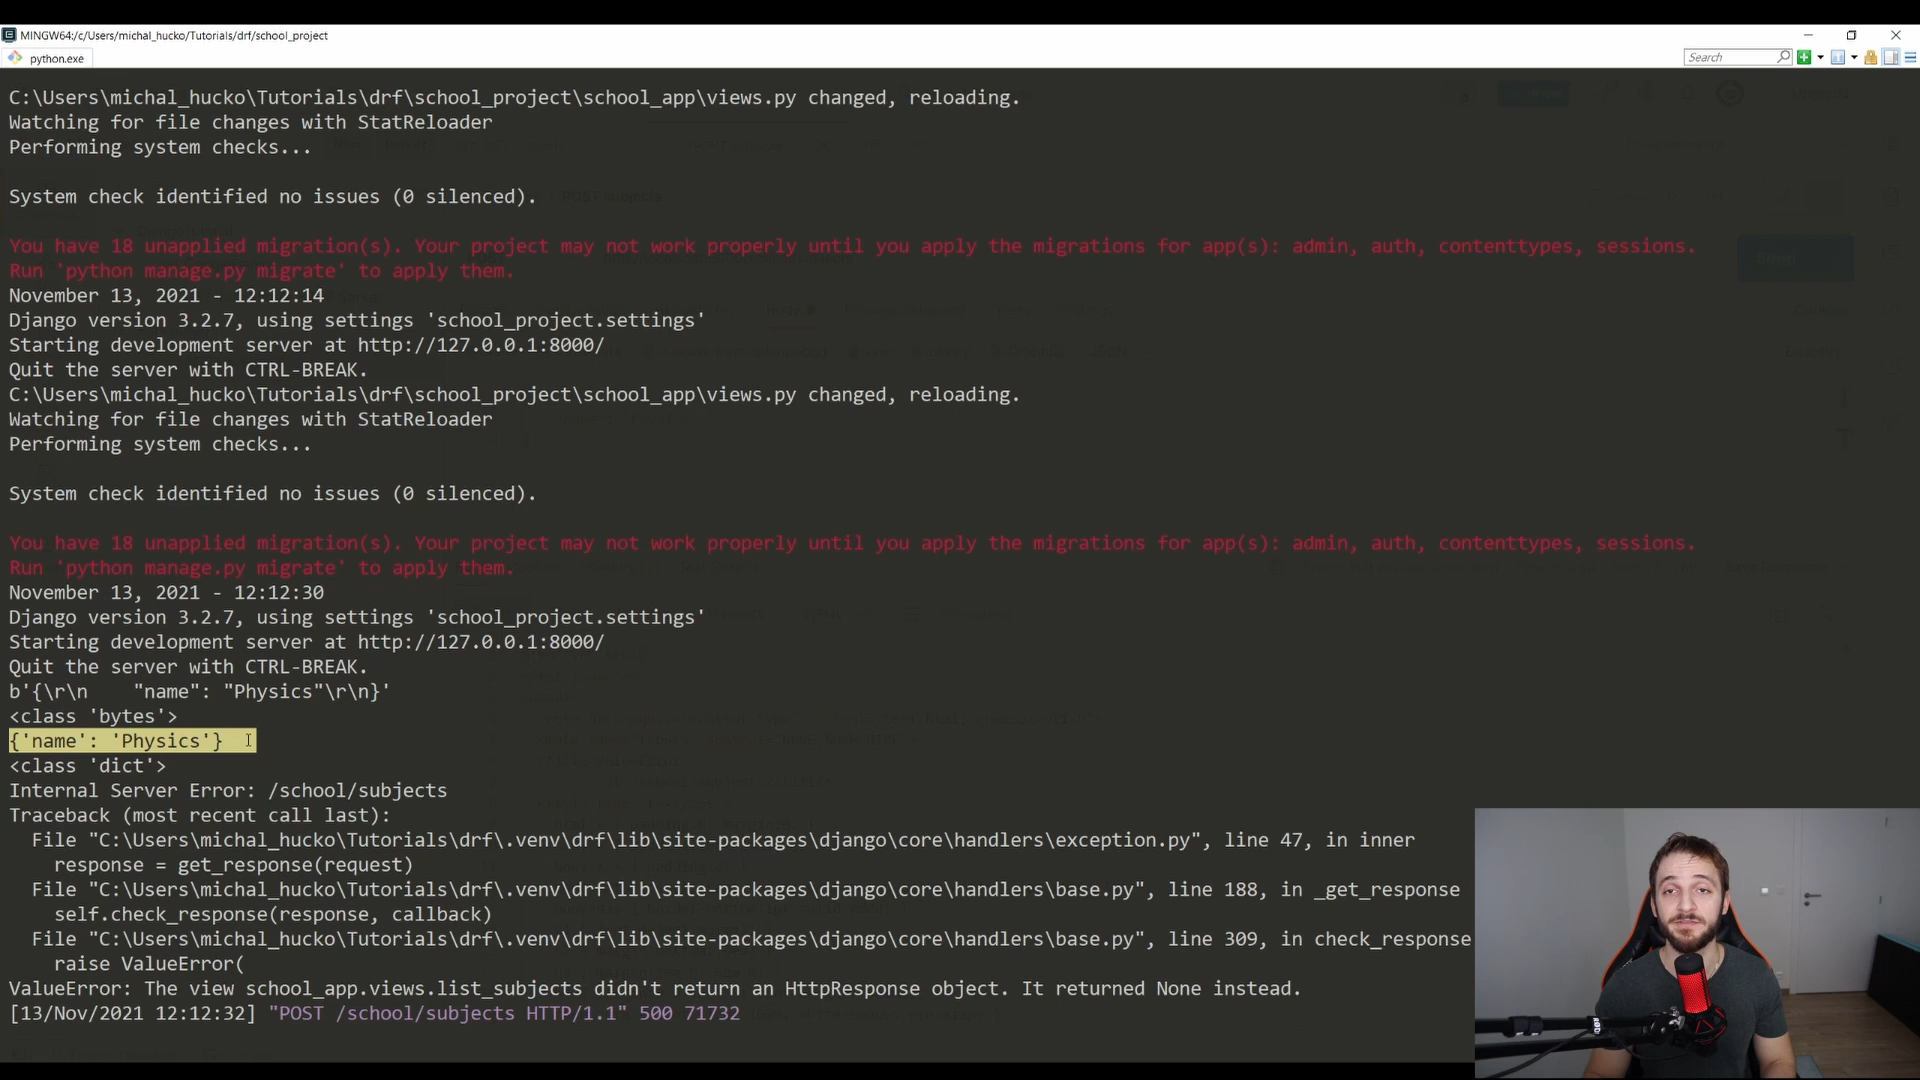 MINGW64:/c/Users/michal_hucko/Tutorials/drf/school_project
python.exe
Search
C:\Users\michal_hucko\Tutorials\drf\school_project\school_app\views.py changed, reloading.
Watching for file changes with StatReloader
Performing system checks...
System check identified no issues (0 silenced).
You have 18 unapplied migration(s). Your project may not work properly until you apply the migrations for app(s): admin, auth, contenttypes, sessions.
Run 'python manage.py migrate' to apply them.
November 13, 2021 - 12:12:14
Django version 3.2.7, using settings 'school_project.settings'
Starting development server at http://127.0.0.1:8000/
Quit the server with CTRL-BREAK.
C:\Users\michal_hucko\Tutorials\drf\school_project\school_app\views.py changed, reloading.
Watching for file changes with StatReloader
Performing system checks...
System check identified no issues (0 silenced).
You have 18 unapplied migration(s). Your project may not work properly until you apply the migrations for app(s): admin, auth, contenttypes, sessions.
Run 'python manage.py migrate' to apply them.
November 13, 2021 - 12:12:30
Django version 3.2.7, using settings 'school_project.settings'
Starting development server at http://127.0.0.1:8000/
Quit the server with CTRL-BREAK.
b'{\r\n    "name": "Physics"\r\n}'
<class 'bytes'>
{'name': 'Physics'}
<class 'dict'>
Internal Server Error: /school/subjects
Traceback (most recent call last):
  File "C:\Users\michal_hucko\Tutorials\drf\.venv\drf\lib\site-packages\django\core\handlers\exception.py", line 47, in inner
    response = get_response(request)
  File "C:\Users\michal_hucko\Tutorials\drf\.venv\drf\lib\site-packages\django\core\handlers\base.py", line 188, in _get_response
    self.check_response(response, callback)
  File "C:\Users\michal_hucko\Tutorials\drf\.venv\drf\lib\site-packages\django\core\handlers\base.py", line 309, in check_response
    raise ValueError(
ValueError: The view school_app.views.list_subjects didn't return an HttpResponse object. It returned None instead.
[13/Nov/2021 12:12:32] "POST /school/subjects HTTP/1.1" 500 71732